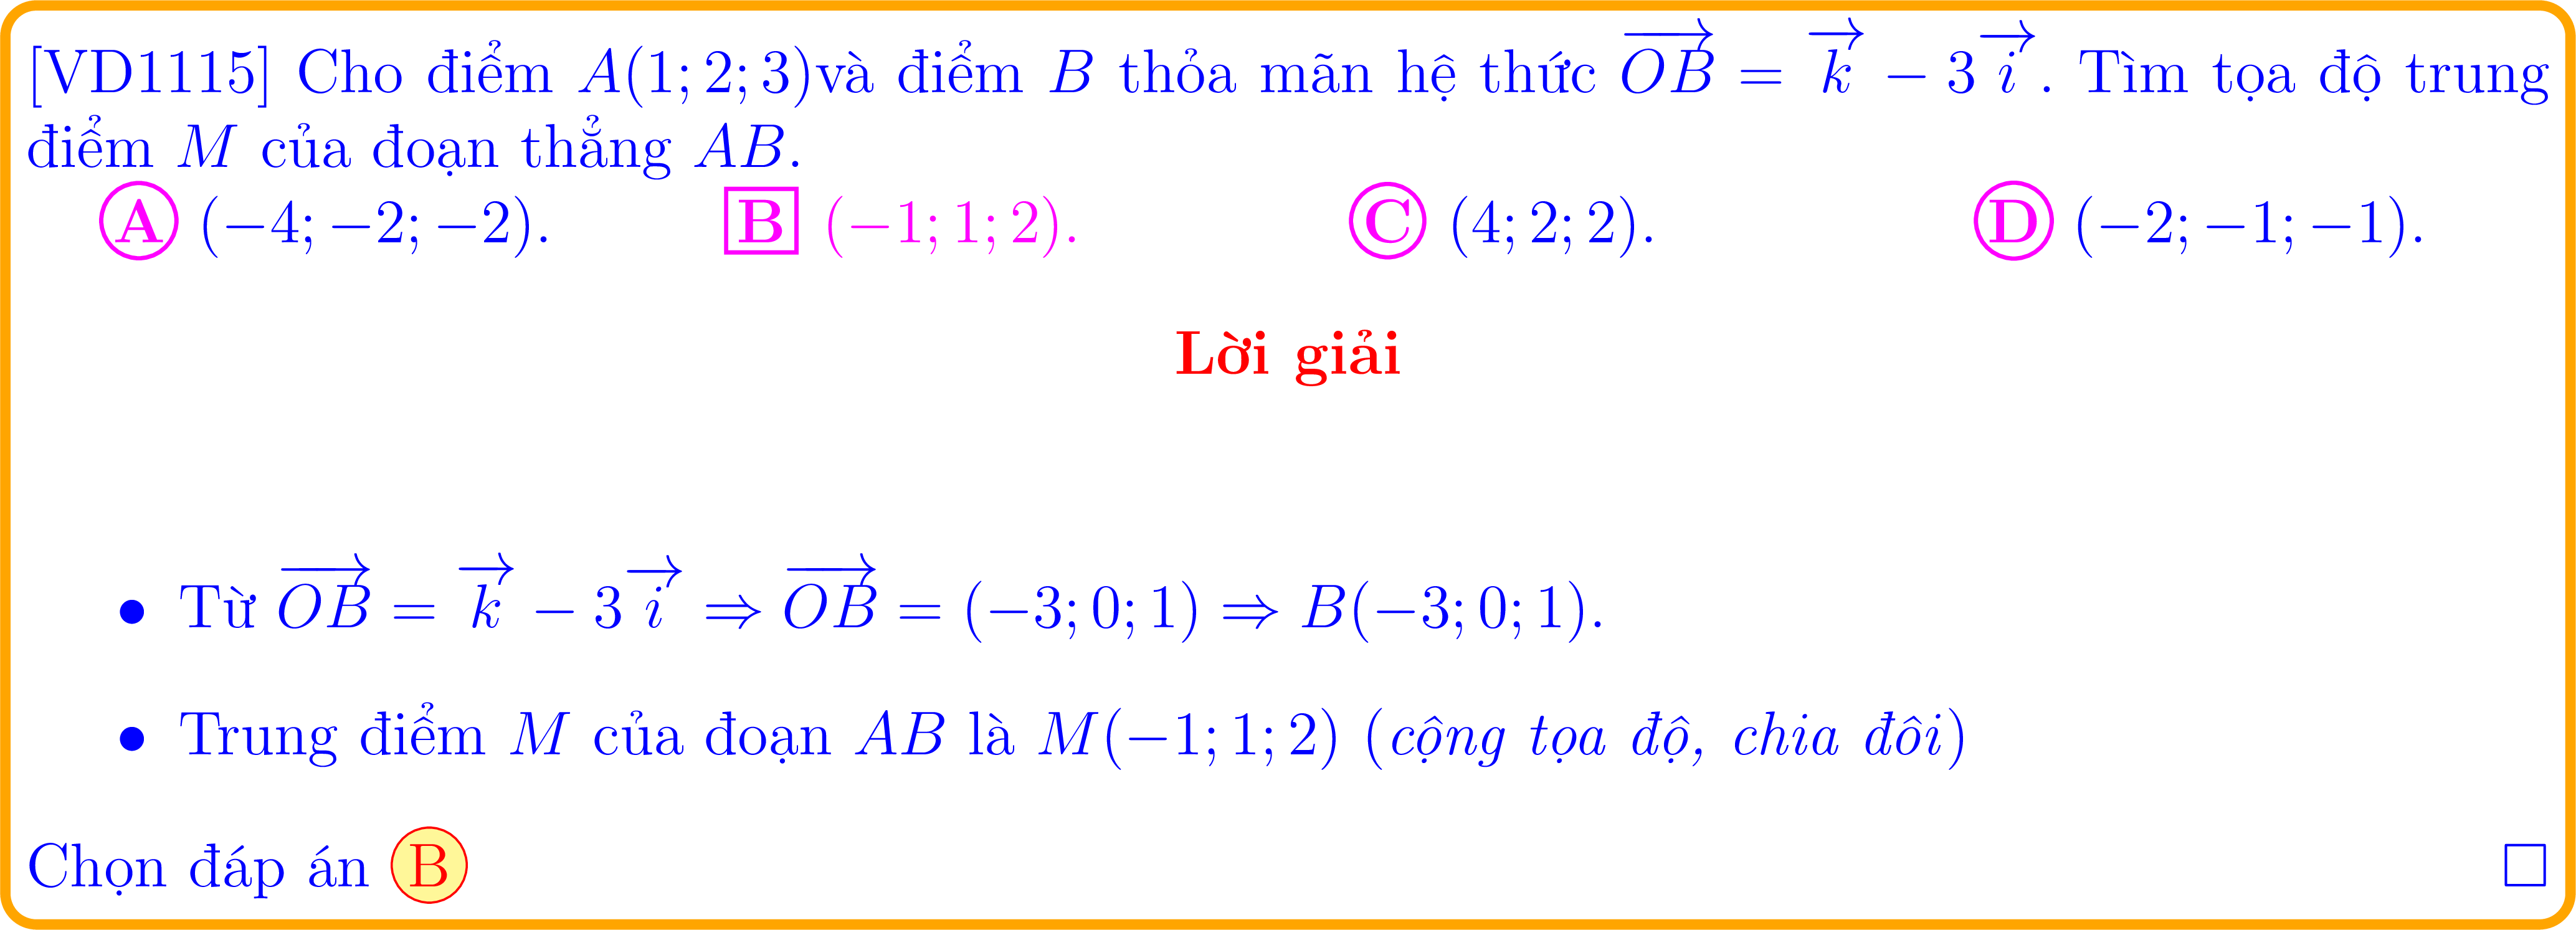 [VD1115] Cho điểm A(1; 2; 3)và điểm B thỏa mãn hệ thức $\overrightarrow{OB} = \overrightarrow{k} - 3\overrightarrow{i}$. Tìm tọa độ trung
điểm M của đoạn thẳng AB.
A (−4; −2; −2). B (−1; 1; 2). C (4; 2; 2). D (−2; −1; −1).
Lời giải
• Từ $\overrightarrow{OB} = \overrightarrow{k} - 3\overrightarrow{i} \Rightarrow \overrightarrow{OB} = (-3; 0; 1) \Rightarrow B(-3; 0; 1)$.
• Trung điểm M của đoạn AB là M(−1; 1; 2) (cộng tọa độ, chia đôi)
Chọn đáp án B □